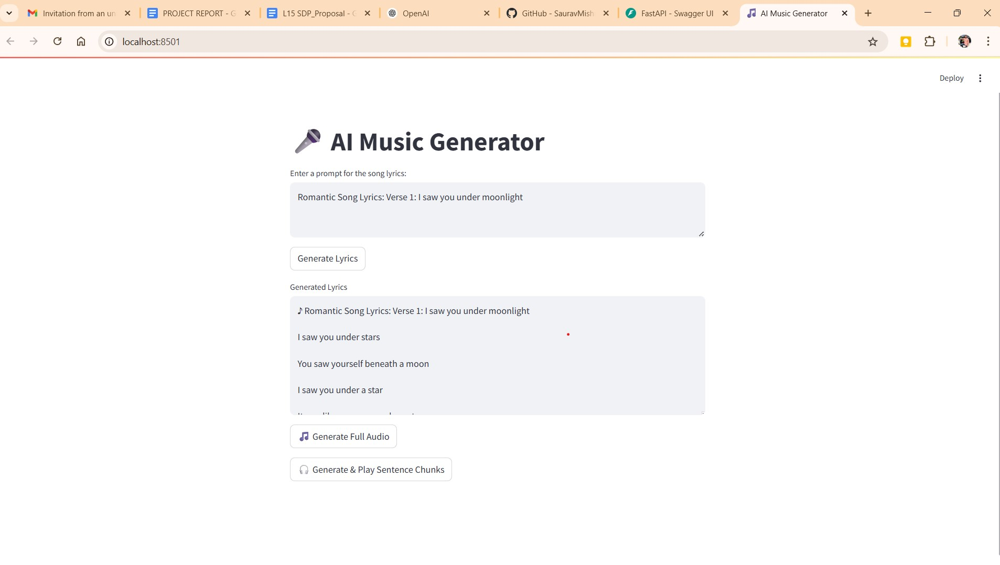 Invitation from an un
PROJECT REPORT - G
L15 SDP_Proposal - G
OpenAI
GitHub - SauravMish
FastAPI - Swagger UI
AI Music Generator
localhost:8501
Deploy
AI Music Generator
Enter a prompt for the song lyrics:
Romantic Song Lyrics: Verse 1: I saw you under moonlight
Generate Lyrics
Generated Lyrics
♪ Romantic Song Lyrics: Verse 1: I saw you under moonlight
I saw you under stars
You saw yourself beneath a moon
I saw you under a star
Generate Full Audio
Generate & Play Sentence Chunks